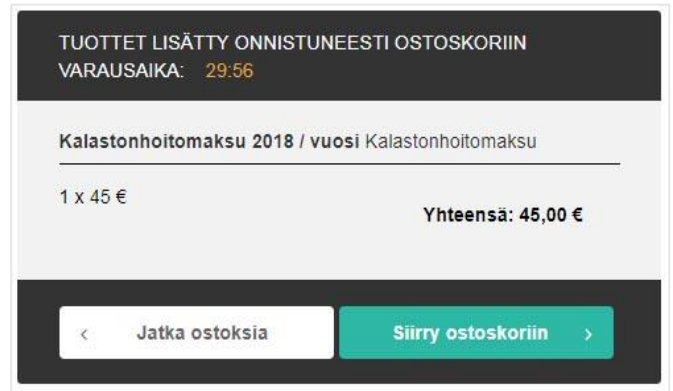 TUOTTET LISÄTTY ONNISTUNEESTI OSTOSKORIIN
VARAUSAIKA: 29:56
Kalastonhoitomaksu 2018 / vuosi Kalastonhoitomaksu
1 x 45 €
Yhteensä: 45,00 €
‹ Jatka ostoksia
Siirry ostoskoriin ›